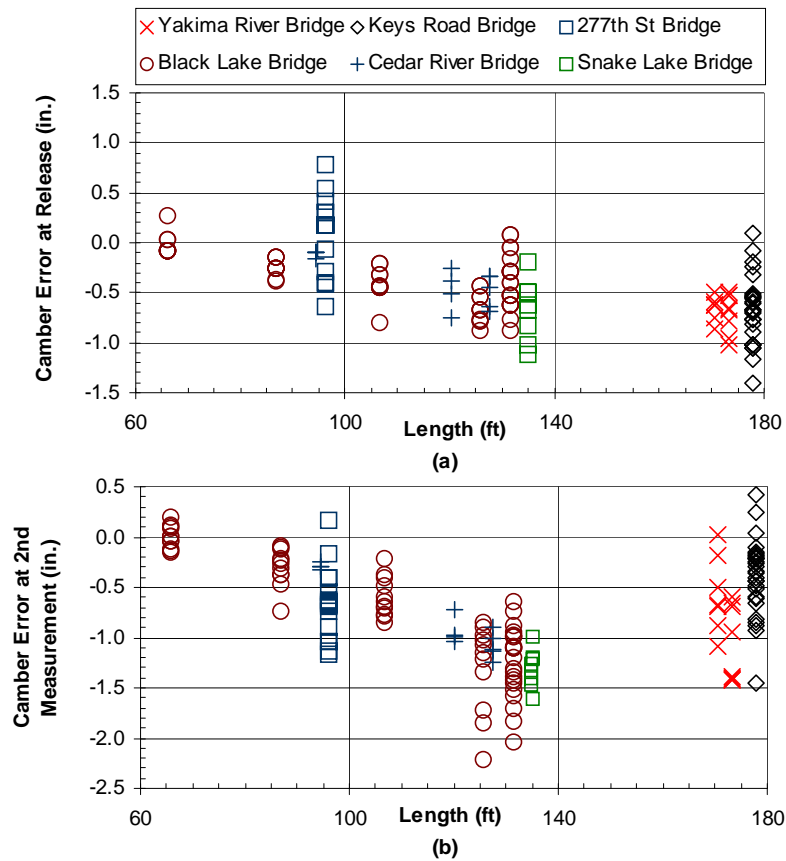 Yakima River Bridge Keys Road Bridge 277th St Bridge
Black Lake Bridge Cedar River Bridge Snake Lake Bridge
Camber Error at Release (in.)
1.5
1.0
0.5
0.0
-0.5
-1.0
-1.5
60 100 140 180
Length (ft)
(a)
Camber Error at 2nd
Measurement (in.)
0.5
0.0
-0.5
-1.0
-1.5
-2.0
-2.5
60 100 140 180
Length (ft)
(b)